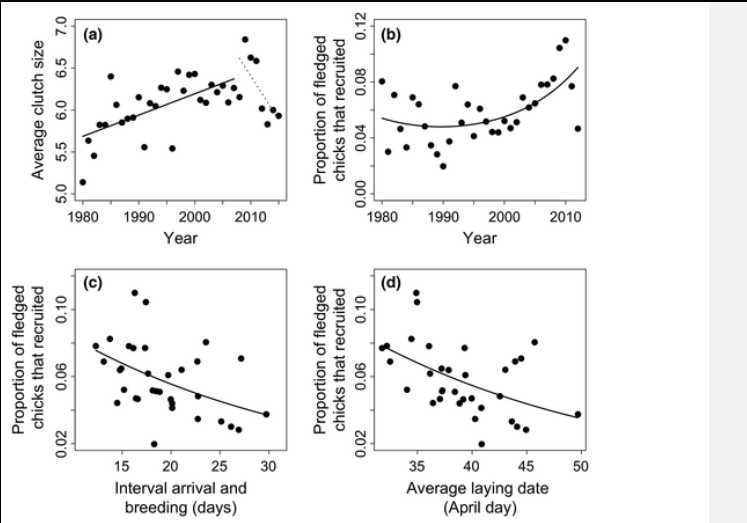 (a)
Average clutch size
7.0
6.5
6.0
5.5
5.0
1980 1990 2000 2010
Year
(b)
Proportion of fledged
chicks that recruited
0.12
0.08
0.04
0.00
1980 1990 2000 2010
Year
(c)
Proportion of fledged
chicks that recruited
0.10
0.06
0.02
15 20 25 30
Interval arrival and
breeding (days)
(d)
Proportion of fledged
chicks that recruited
0.10
0.06
0.02
35 40 45 50
Average laying date
(April day)